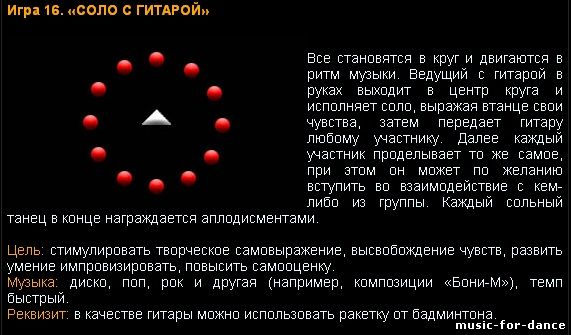 Игра 16. «СОЛО С ГИТАРОЙ»
Все становятся в круг и двигаются в
ритм музыки. Ведущий с гитарой в
руках выходит в центр круга и
исполняет соло, выражая втанце свои
чувства, затем передает гитару
любому участнику. Далее каждый
участник проделывает то же самое,
при этом он может по желанию
вступить во взаимодействие с кем-
либо из группы. Каждый сольный
танец в конце награждается аплодисментами.
Цель: стимулировать творческое самовыражение, высвобождение чувств, развить
умение импровизировать, повысить самооценку.
Музыка: диско, поп, рок и другая (например, композиции «Бони-М»), темп
быстрый.
Реквизит: в качестве гитары можно использовать ракетку от бадминтона.
music-for-dance